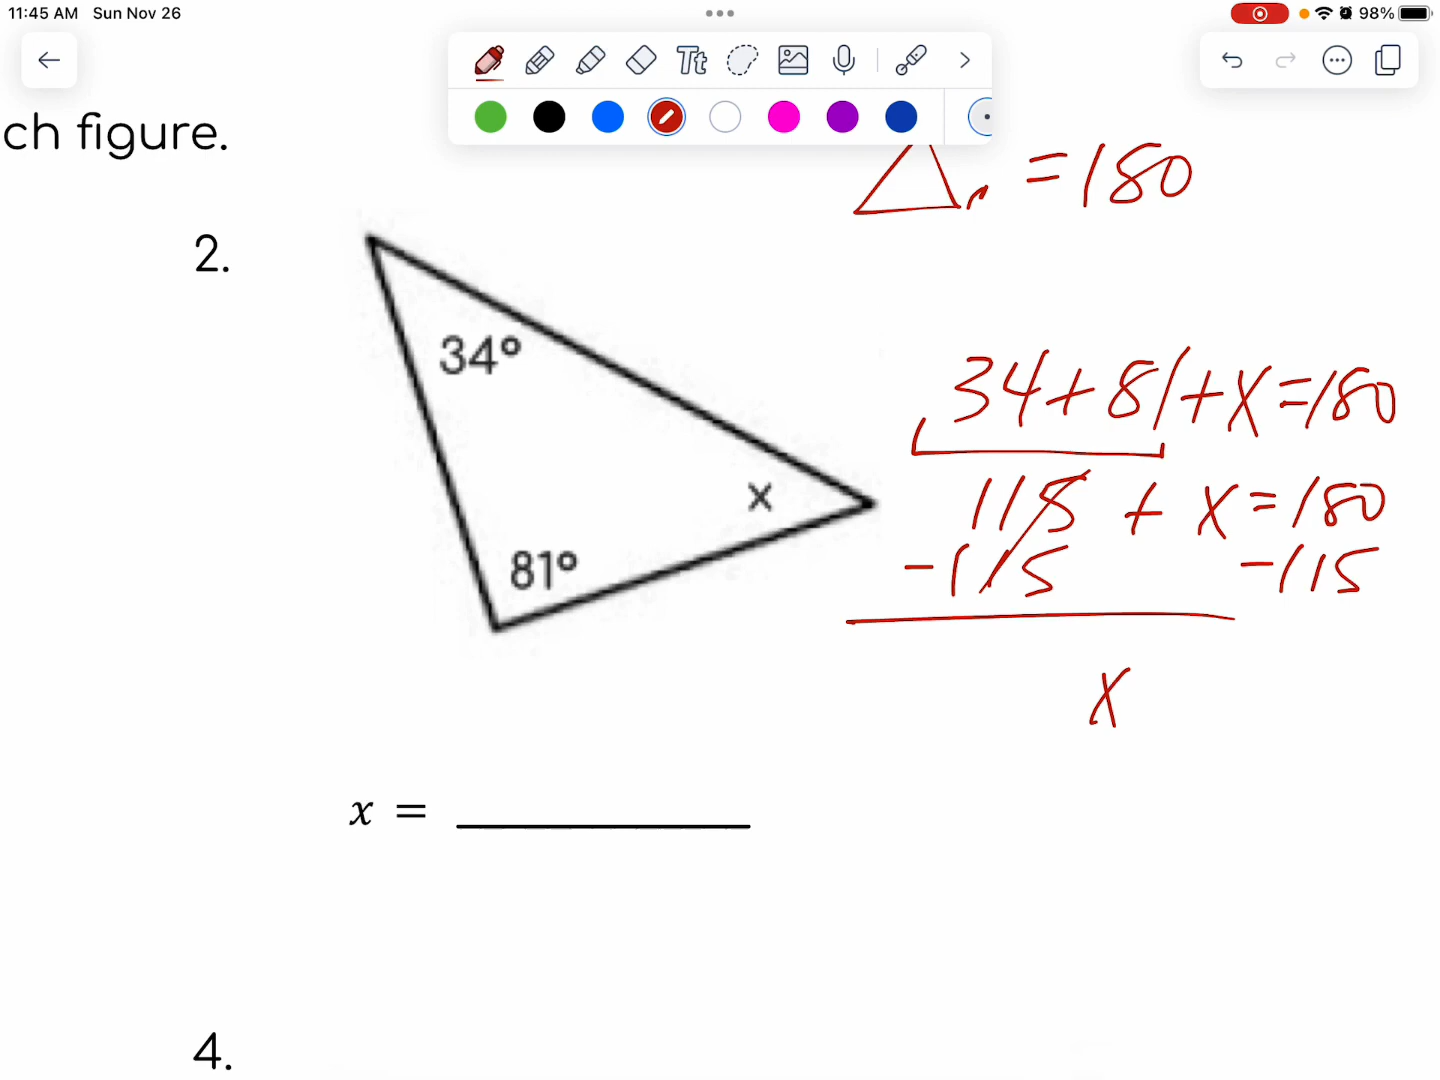 11:45 AM Sun Nov 26
98%
Tt
ch figure.
= 180
2.
34°
81°
x
34+81+x=180
115 + x=180
-115 -115
x
x =
4.